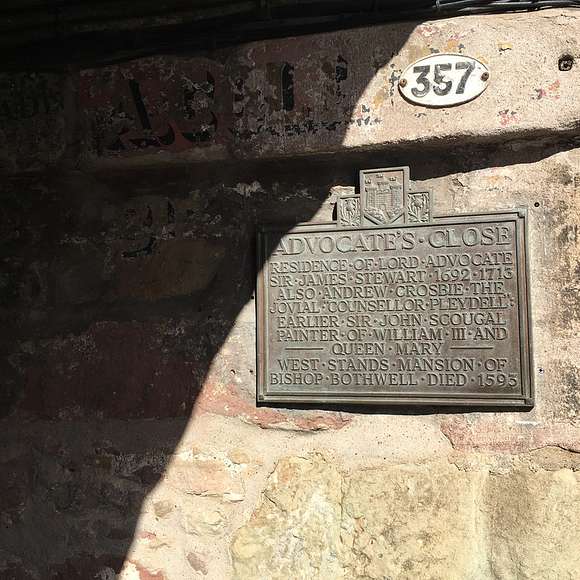 357
ADVOCATE'S·CLOSE
RESIDENCE·OF·LORD·ADVOCATE
SIR·JAMES·STEWART·1692·1713
ALSO·ANDREW·CROSBIE·THE
JOVIAL·"COUNSELLOR·PLEYDELL":
EARLIER·SIR·JOHN·SCOUGAL
PAINTER·OF·WILLIAM·III·AND
QUEEN·MARY
WEST·STANDS·MANSION·OF
BISHOP·BOTHWELL·DIED·1593